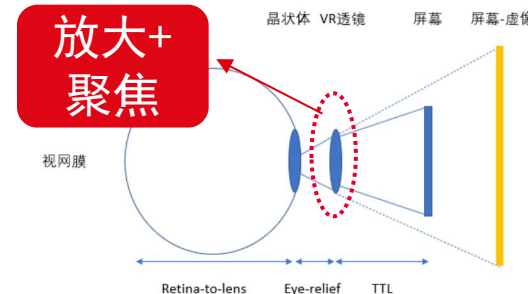 晶状体 VR透镜 屏幕 屏幕-虚像
放大+
聚焦
视网膜
Retina-to-lens Eye-relief TTL